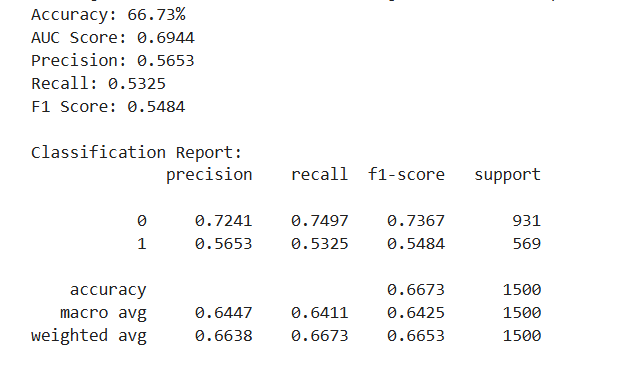 Accuracy: 66.73%
AUC Score: 0.6944
Precision: 0.5653
Recall: 0.5325
F1 Score: 0.5484
Classification Report:
precision recall f1-score support
0 0.7241 0.7497 0.7367 931
1 0.5653 0.5325 0.5484 569
accuracy 0.6673 1500
macro avg 0.6447 0.6411 0.6425 1500
weighted avg 0.6638 0.6673 0.6653 1500